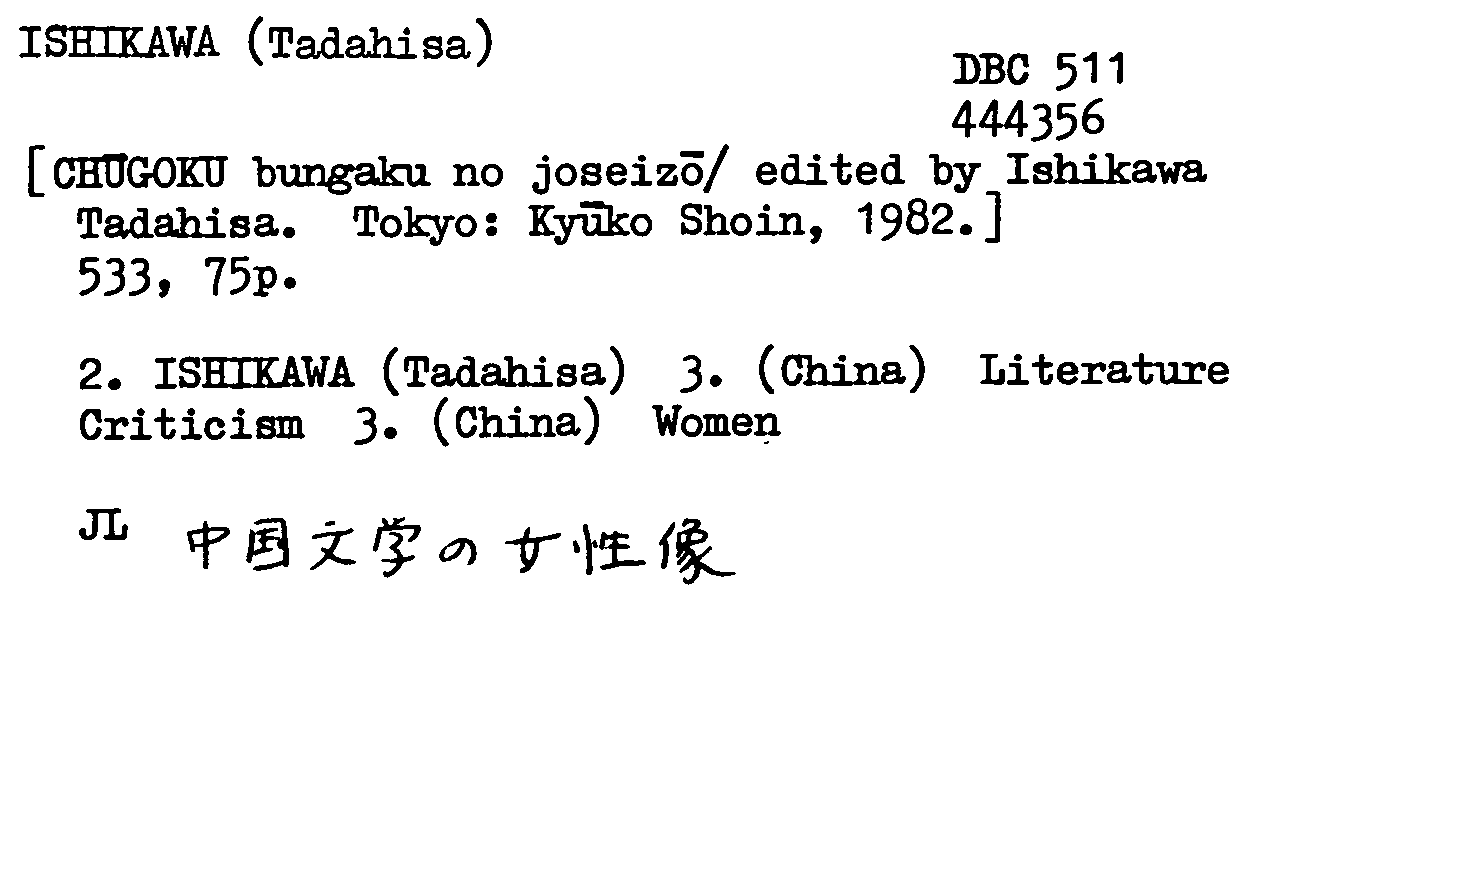 ISHIKAWA (Tadahisa)
DBC 511
444356
[CHŪGOKU bungaku no joseizō/ edited by Ishikawa
Tadahisa. Tokyo: Kyūko Shoin, 1982.]
533, 75p.
2. ISHIKAWA (Tadahisa) 3. (China) Literature
Criticism 3. (China) Women
JL 中国文学の女性像